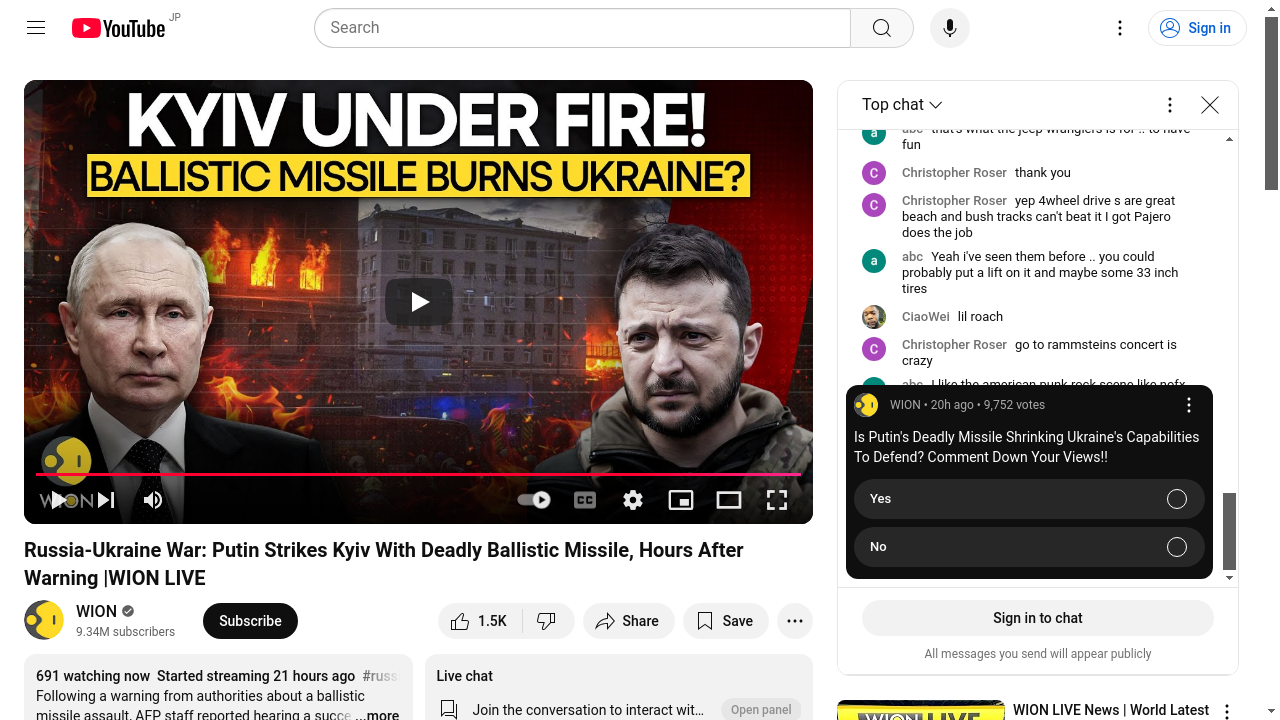 YouTube JP
Search
Sign in
KYIV UNDER FIRE!
BALLISTIC MISSILE BURNS UKRAINE?
WION
CC
Russia-Ukraine War: Putin Strikes Kyiv With Deadly Ballistic Missile, Hours After
Warning |WION LIVE
WION
9.34M subscribers
Subscribe
1.5K
Share
Save
691 watching now Started streaming 21 hours ago #russ
Following a warning from authorities about a ballistic
missile assault, AFP staff reported hearing a succe ...more
Live chat
Join the conversation to interact wit...
Open panel
Top chat
abc that's what the jeep wranglers is for .. to have
fun
Christopher Roser thank you
Christopher Roser yep 4wheel drive s are great
beach and bush tracks can't beat it I got Pajero
does the job
abc Yeah i've seen them before .. you could
probably put a lift on it and maybe some 33 inch
tires
CiaoWei lil roach
Christopher Roser go to rammsteins concert is
crazy
abc I like the american punk rock scene like nofx
WION • 20h ago • 9,752 votes
Is Putin's Deadly Missile Shrinking Ukraine's Capabilities
To Defend? Comment Down Your Views!!
Yes
No
Sign in to chat
All messages you send will appear publicly
WION LIVE
WION LIVE News | World Latest